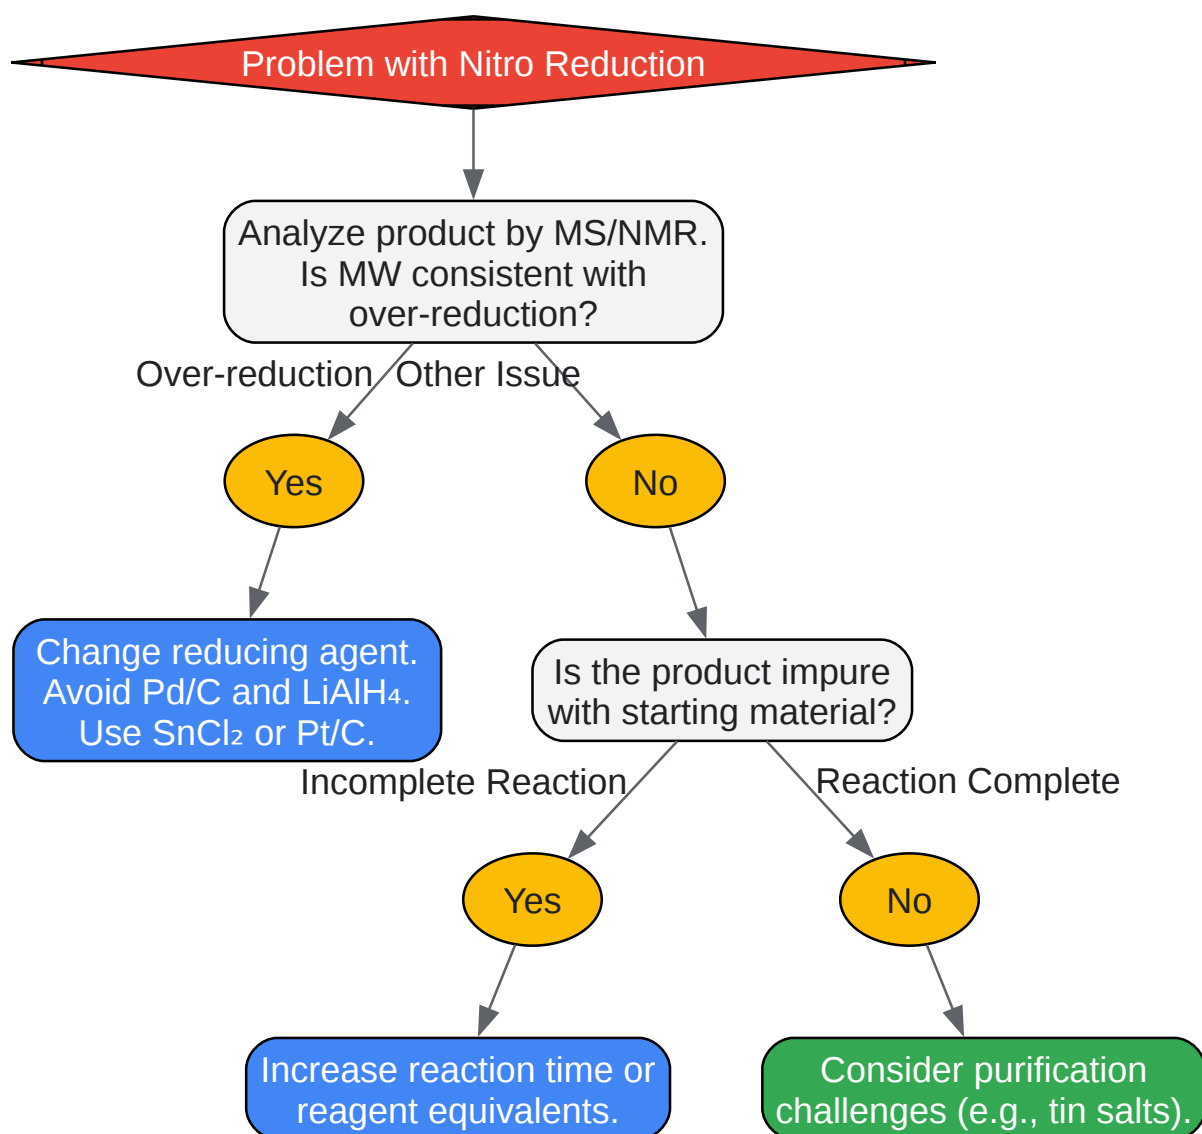 Problem with Nitro Reduction
Analyze product by MS/NMR.
Is MW consistent with
over-reduction?
Over-reduction
Other Issue
Yes
No
Change reducing agent.
Avoid Pd/C and LiAlH₄.
Use SnCl₂ or Pt/C.
Is the product impure
with starting material?
Incomplete Reaction
Reaction Complete
Yes
No
Increase reaction time or
reagent equivalents.
Consider purification
challenges (e.g., tin salts).